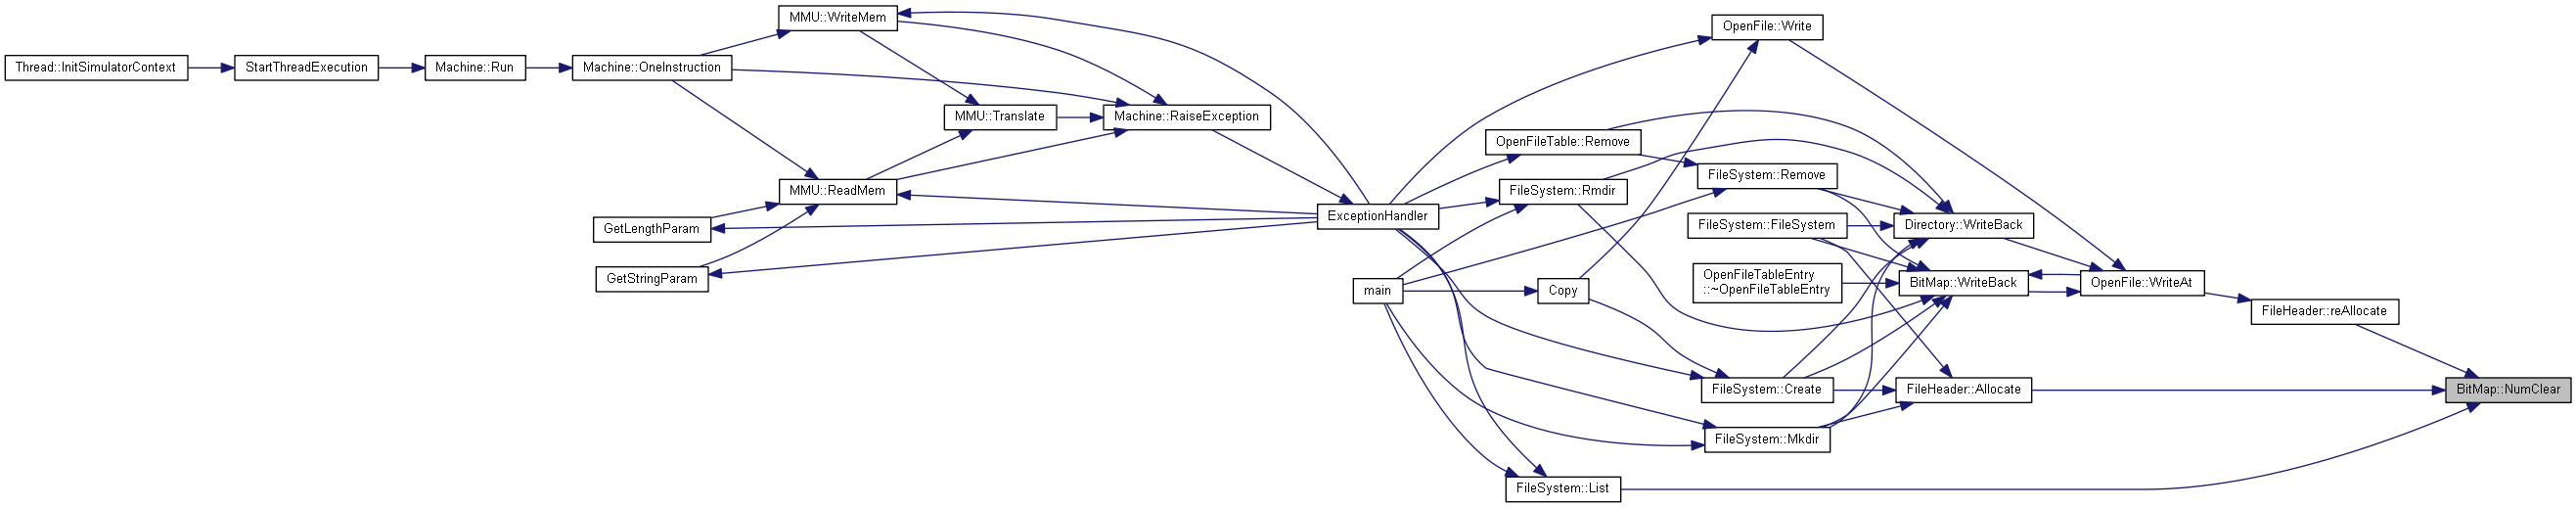 Thread::InitSimulatorContext
StartThreadExecution
Machine::Run
Machine::OneInstruction
MMU::WriteMem
MMU::Translate
Machine::RaiseException
MMU::ReadMem
GetLengthParam
GetStringParam
ExceptionHandler
main
OpenFile::Write
OpenFileTable::Remove
FileSystem::Rmdir
FileSystem::Remove
FileSystem::FileSystem
OpenFileTableEntry
::~OpenFileTableEntry
Copy
FileSystem::Create
FileSystem::Mkdir
FileSystem::List
Directory::WriteBack
BitMap::WriteBack
OpenFile::WriteAt
FileHeader::reAllocate
FileHeader::Allocate
BitMap::NumClear